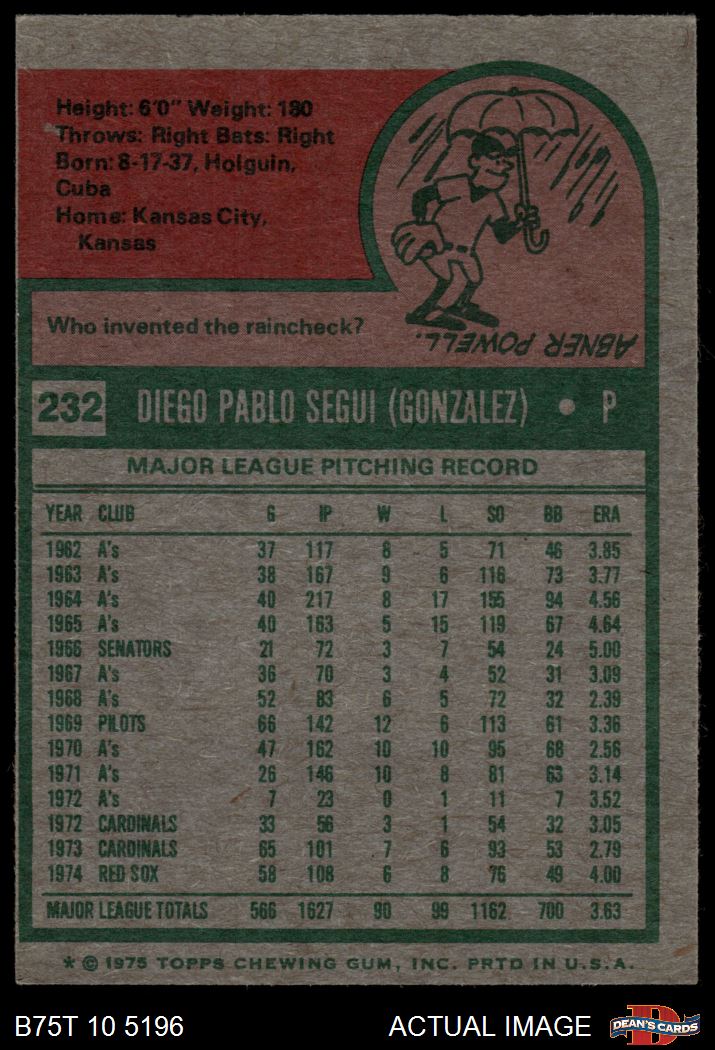 Height: 6'0" Weight: 180
Throws: Right Bats: Right
Born: 8-17-37, Holguin,
Cuba
Home: Kansas City,
Kansas
Who invented the raincheck?
ABNER POWELL.
232 DIEGO PABLO SEGUI (GONZALEZ) • P
MAJOR LEAGUE PITCHING RECORD
YEAR CLUB G IP W L SO BB ERA
1962 A's 37 117 8 5 71 46 3.85
1963 A's 38 167 9 6 116 73 3.77
1964 A's 40 217 8 17 155 94 4.56
1965 A's 40 163 5 15 119 67 4.64
1966 SENATORS 21 72 3 7 54 24 5.00
1967 A's 36 70 3 4 52 31 3.09
1968 A's 52 83 6 5 72 32 2.39
1969 PILOTS 66 142 12 6 113 61 3.36
1970 A's 47 162 10 10 95 68 2.56
1971 A's 26 146 10 8 81 63 3.14
1972 A's 7 23 0 1 11 7 3.52
1972 CARDINALS 33 56 3 1 54 32 3.05
1973 CARDINALS 65 101 7 6 93 53 2.79
1974 RED SOX 58 108 6 8 76 49 4.00
MAJOR LEAGUE TOTALS 566 1627 90 99 1162 700 3.63
* © 1975 TOPPS CHEWING GUM, INC. PRTD IN U.S.A.
B75T 10 5196 ACTUAL IMAGE DEAN'S CARDS